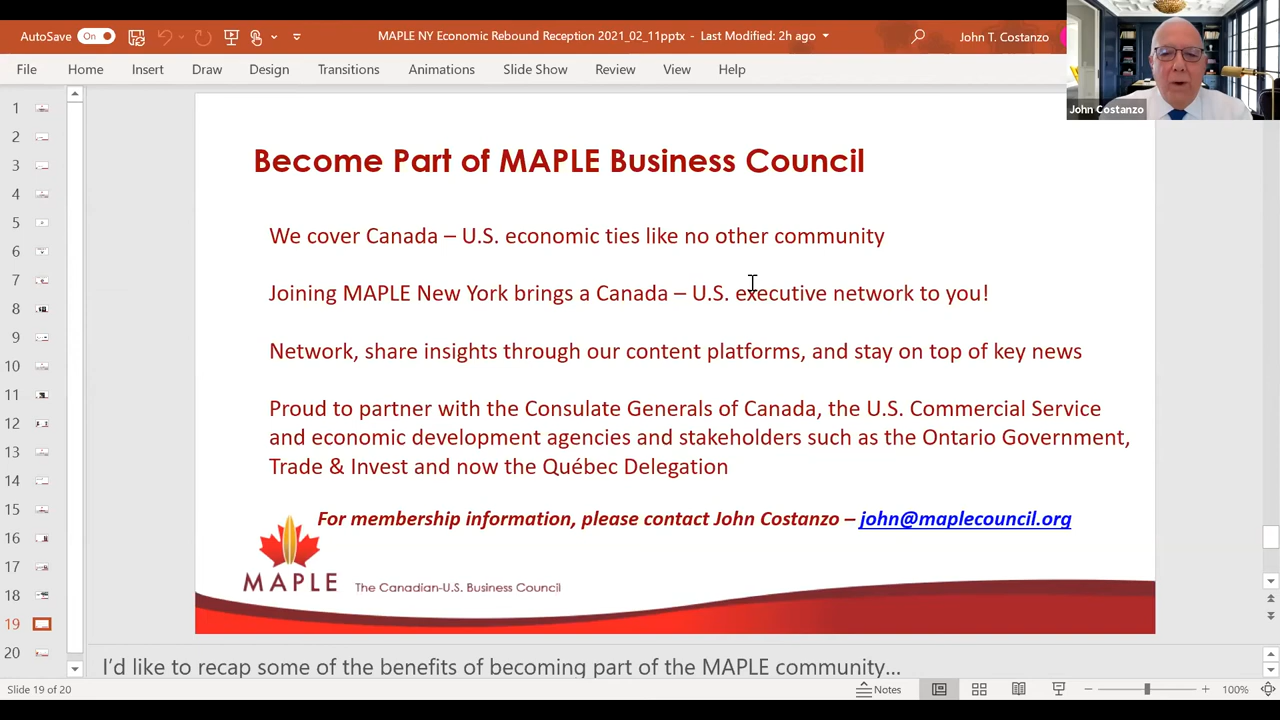 AutoSave On
MAPLE NY Economic Rebound Reception 2021_02_11pptx - Last Modified: 2h ago
John T. Costanzo
File Home Insert Draw Design Slide Show Transitions Animations Slide Show Review View Help
John Costanzo
1
2
3
4
5
6
7
8
9
10
11
12
13
14
15
16
17
18
19
20
Become Part of MAPLE Business Council
We cover Canada – U.S. economic ties like no other community
Joining MAPLE New York brings a Canada – U.S. executive network to you!
Network, share insights through our content platforms, and stay on top of key news
Proud to partner with the Consulate Generals of Canada, the U.S. Commercial Service
and economic development agencies and stakeholders such as the Ontario Government,
Trade & Invest and now the Québec Delegation
For membership information, please contact John Costanzo – john@maplecouncil.org
MAPLE The Canadian-U.S. Business Council
I'd like to recap some of the benefits of becoming part of the MAPLE community...
Slide 19 of 20
Notes
100%